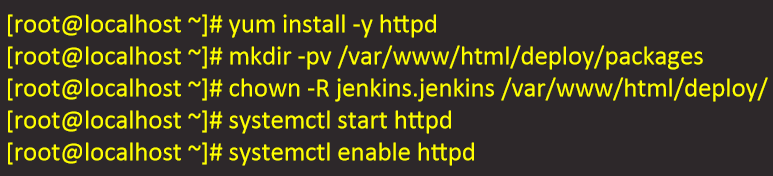 [root@localhost ~]# yum install -y httpd
[root@localhost ~]# mkdir -pv /var/www/html/deploy/packages
[root@localhost ~]# chown -R jenkins.jenkins /var/www/html/deploy/
[root@localhost ~]# systemctl start httpd
[root@localhost ~]# systemctl enable httpd